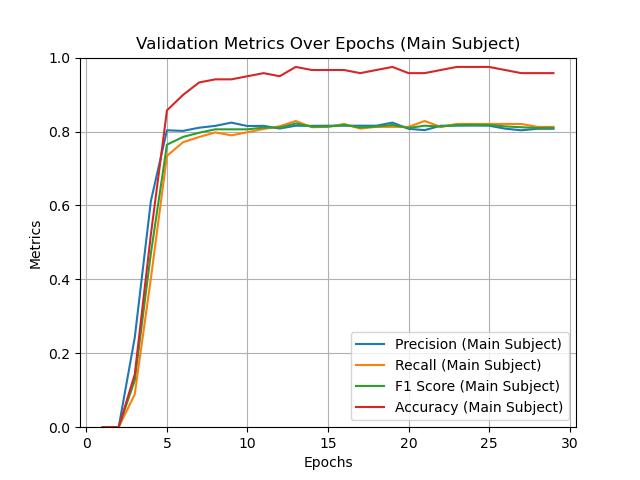 Validation Metrics Over Epochs (Main Subject)
1.0
0.8
0.6
0.4
0.2
0.0
Metrics
Precision (Main Subject)
Recall (Main Subject)
F1 Score (Main Subject)
Accuracy (Main Subject)
0 5 10 15 20 25 30
Epochs